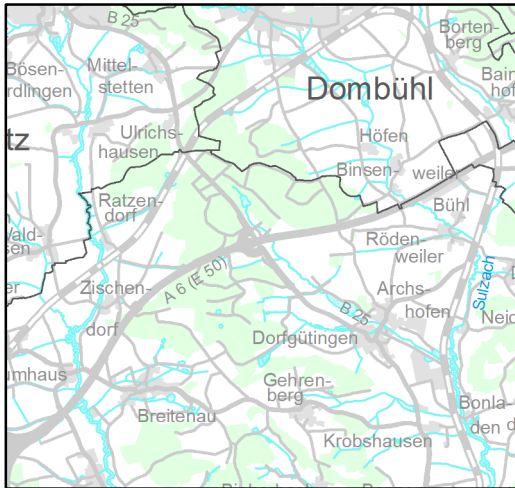 B 25
Borten-
berg
Bösen-
rdlingen
Mittel-
stetten
Bain
hof
Dombühl
tz
Ulrichs-
hausen
Höfen
Binsen-
weiler
Ratzen-
dorf
Bühl
Wald-
sen
Röden-
weiler
er
Zischen-
dorf
A 6 (E 50)
Archs-
hofen
Sulzach
B 25
Neid
Dorfgütingen
umhaus
Gehren-
berg
Breitenau
Bonla-
den
Krobshausen